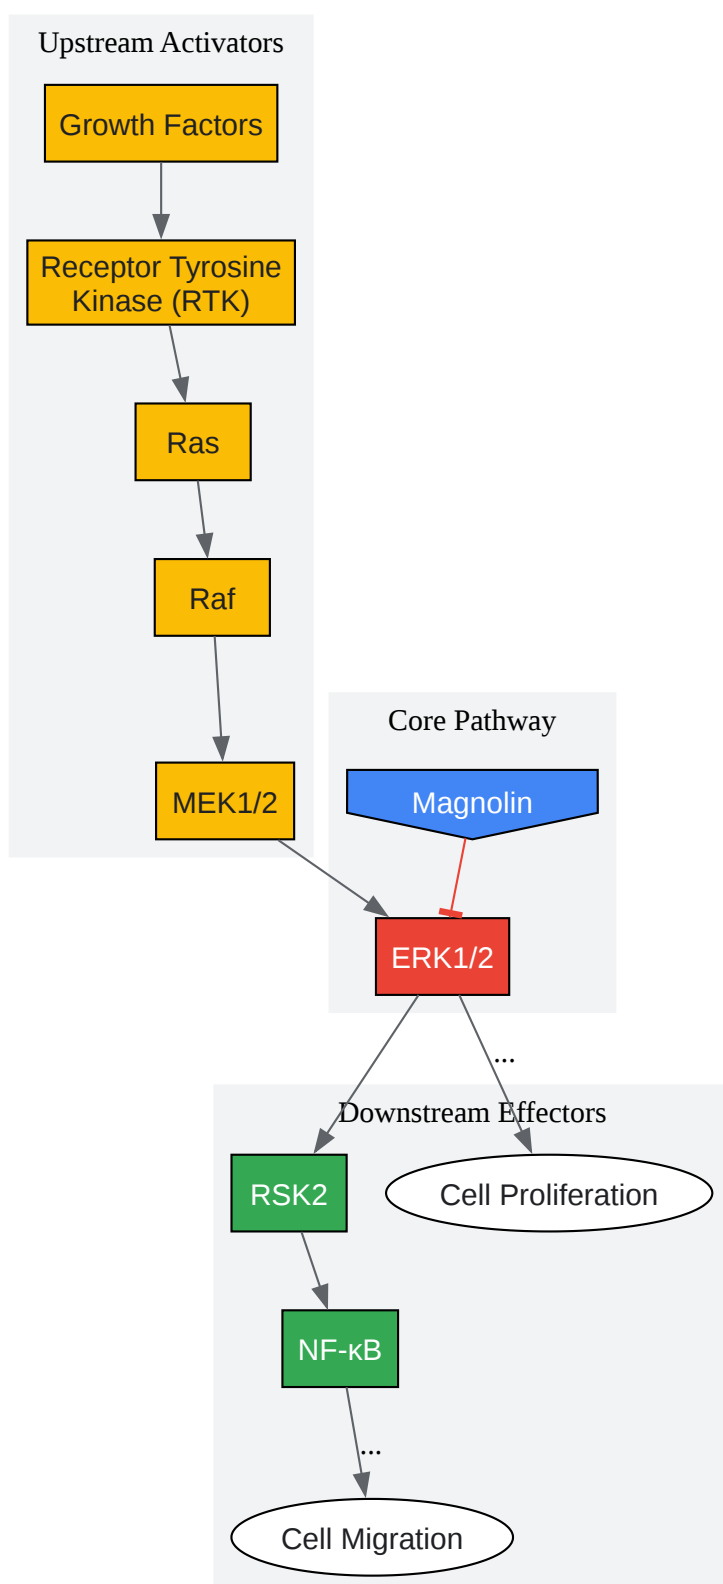 Upstream Activators
Growth Factors
Receptor Tyrosine
Kinase (RTK)
Ras
Raf
MEK1/2
Core Pathway
Magnolin
ERK1/2
...
Downstream Effectors
RSK2
Cell Proliferation
NF-κB
...
Cell Migration